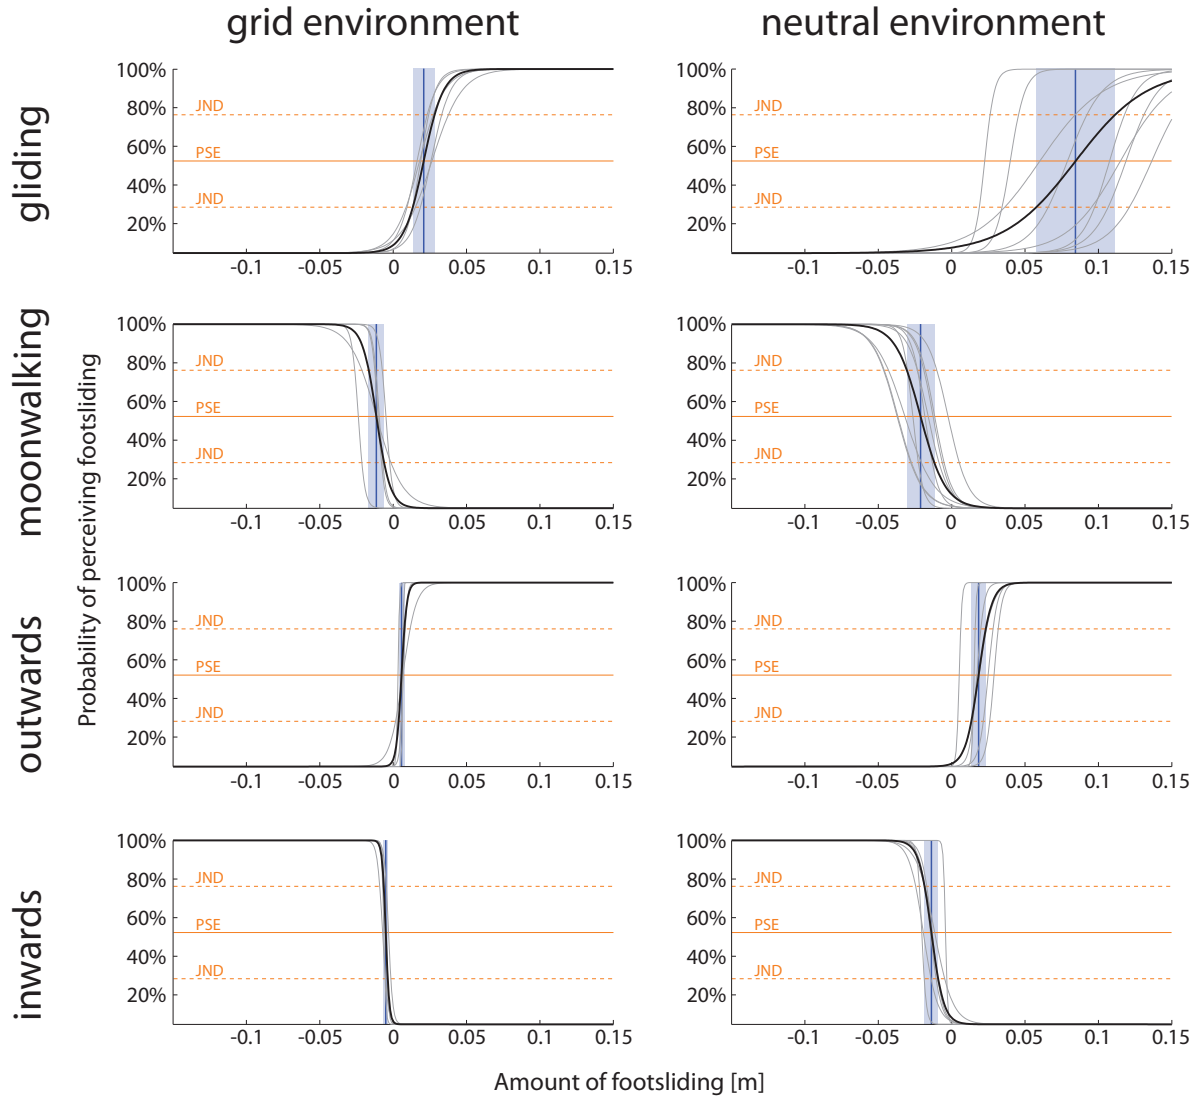 grid environment
neutral environment
gliding
100%
80%
60%
40%
20%
JND
PSE
JND
-0.1 -0.05 0 0.05 0.1 0.15
100%
80%
60%
40%
20%
JND
PSE
JND
-0.1 -0.05 0 0.05 0.1 0.15
moonwalking
Probability of perceiving footsliding
100%
80%
60%
40%
20%
JND
PSE
JND
-0.1 -0.05 0 0.05 0.1 0.15
100%
80%
60%
40%
20%
JND
PSE
JND
-0.1 -0.05 0 0.05 0.1 0.15
outwards
100%
80%
60%
40%
20%
JND
PSE
JND
-0.1 -0.05 0 0.05 0.1 0.15
100%
80%
60%
40%
20%
JND
PSE
JND
-0.1 -0.05 0 0.05 0.1 0.15
inwards
100%
80%
60%
40%
20%
JND
PSE
JND
-0.1 -0.05 0 0.05 0.1 0.15
100%
80%
60%
40%
20%
JND
PSE
JND
-0.1 -0.05 0 0.05 0.1 0.15
Amount of footsliding [m]